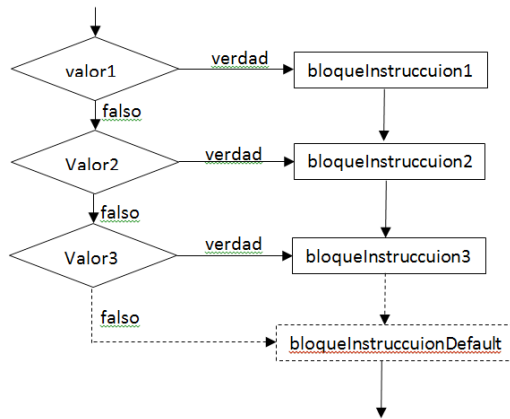 valor1
verdad
bloqueInstruccuion1
falso
Valor2
verdad
bloqueInstruccuion2
falso
Valor3
verdad
bloqueInstruccuion3
falso
bloqueInstruccuionDefault